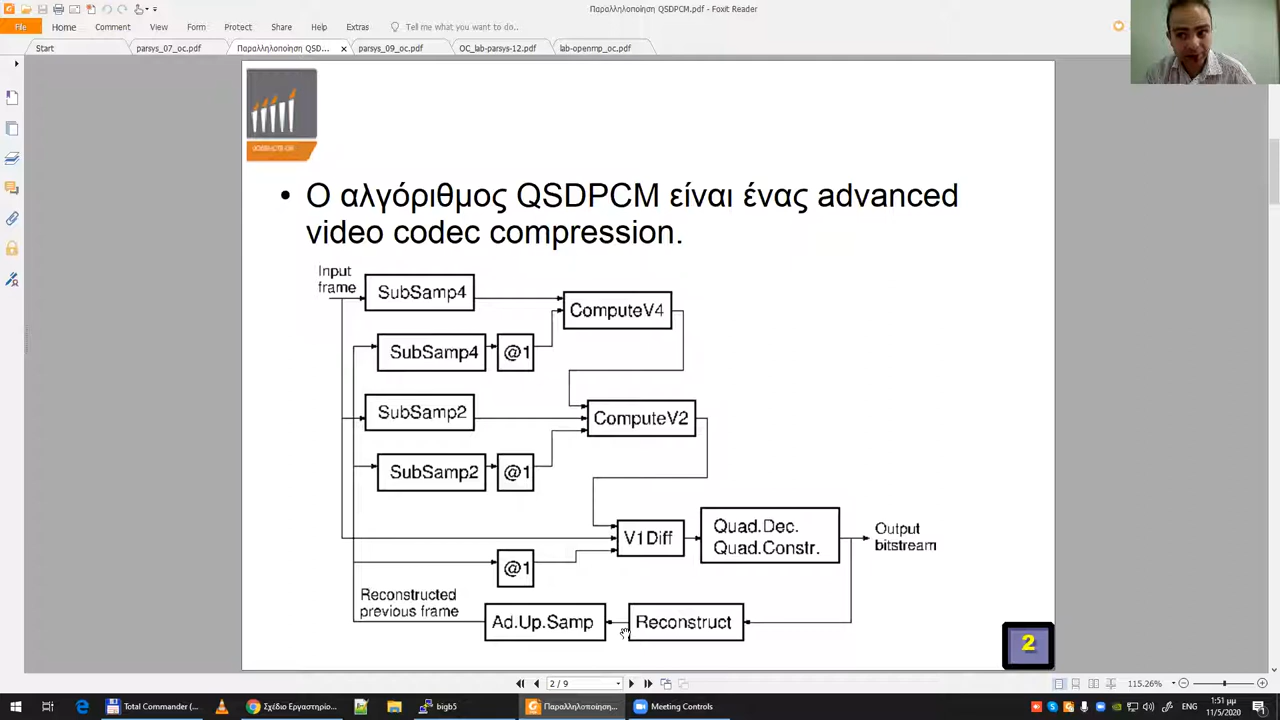 Παραλληλοποίηση QSDPCM.pdf - Foxit Reader
File
Home
Comment
View
Form
Protect
Share
Help
Extras
Tell me what you want to do...
Start
parsys_07_oc.pdf
Παραλληλοποίηση QSD...
parsys_09_oc.pdf
OC_lab-parsys-12.pdf
lab-openmp_oc.pdf
• Ο αλγόριθμος QSDPCM είναι ένας advanced
video codec compression.
Input
frame
SubSamp4
ComputeV4
SubSamp4
@1
SubSamp2
ComputeV2
SubSamp2
@1
V1Diff
Quad.Dec.
Quad.Constr.
Output
bitstream
@1
Reconstructed
previous frame
Ad.Up.Samp
Reconstruct
2
2 / 9
115.26%
Total Commander (...
Σχέδιο Εργαστηρίο...
bigb5
Παραλληλοποίηση...
Meeting Controls
ENG
1:51 μμ
11/5/2020